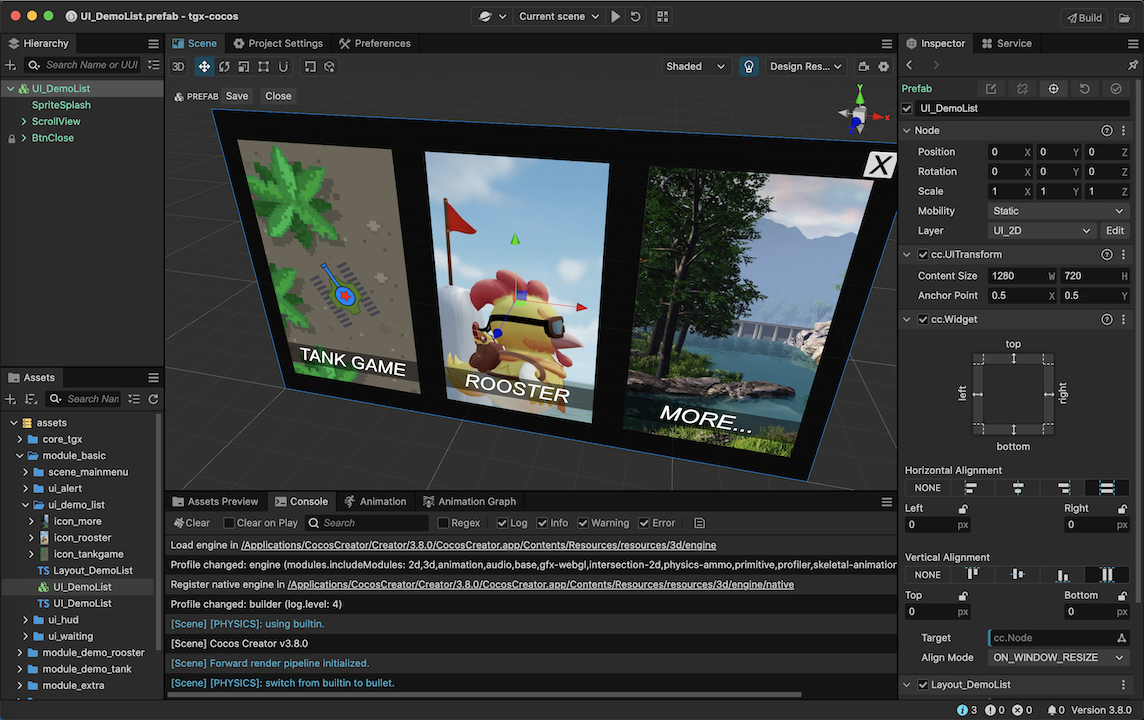 UI_DemoList.prefab - tgx-cocos
Current scene
Build
Hierarchy
Search Name or UUI
UI_DemoList
SpriteSplash
ScrollView
BtnClose
Scene
Project Settings
Preferences
3D
Shaded
Design Res...
PREFAB
Save
Close
Y
X
X
TANK GAME
ROOSTER
MORE...
Assets
Search Nan
assets
core_tgx
module_basic
scene_mainmenu
ui_alert
ui_demo_list
icon_more
icon_rooster
icon_tankgame
TS Layout_DemoList
UI_DemoList
TS UI_DemoList
ui_hud
ui_waiting
module_demo_rooster
module_demo_tank
module_extra
Assets Preview
Console
Animation
Animation Graph
Clear
Clear on Play
Search
Regex
Log
Info
Warning
Error
Load engine in /Applications/CocosCreator/Creator/3.8.0/CocosCreator.app/Contents/Resources/resources/3d/engine
Profile changed: engine (modules.includeModules: 2d,3d,animation,audio,base,gfx-webgl,intersection-2d,physics-ammo,primitive,profiler,skeletal-animation
Register native engine in /Applications/CocosCreator/Creator/3.8.0/CocosCreator.app/Contents/Resources/resources/3d/engine/native
Profile changed: builder (log.level: 4)
[Scene] [PHYSICS]: using builtin.
[Scene] Cocos Creator v3.8.0
[Scene] Forward render pipeline initialized.
[Scene] [PHYSICS]: switch from builtin to bullet.
Inspector
Service
Prefab
UI_DemoList
Node
Position 0 X 0 Y 0 Z
Rotation 0 X 0 Y 0 Z
Scale 1 X 1 Y 1 Z
Mobility Static
Layer UI_2D Edit
cc.UITransform
Content Size 1280 W 720 H
Anchor Point 0.5 X 0.5 Y
cc.Widget
top
left
right
bottom
Horizontal Alignment
NONE
Left Right
0 px 0 px
Vertical Alignment
NONE
Top Bottom
0 px 0 px
Target cc.Node
Align Mode ON_WINDOW_RESIZE
Layout_DemoList
3 0 0 0 Version 3.8.0